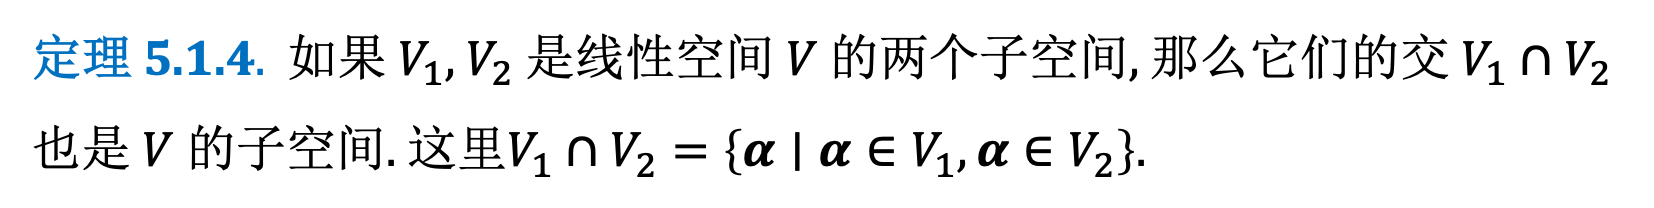 定理 5.1.4. 如果 V₁, V₂ 是线性空间 V 的两个子空间, 那么它们的交 V₁ ∩ V₂
也是 V 的子空间. 这里V₁ ∩ V₂ = {α ∣ α ∈ V₁, α ∈ V₂}.